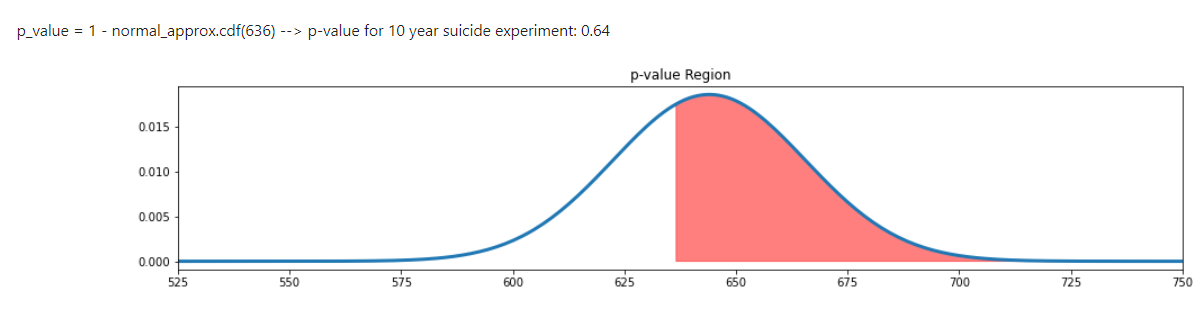 p_value = 1 - normal_approx.cdf(636) --> p-value for 10 year suicide experiment: 0.64
p-value Region
0.015
0.010
0.005
0.000
525 550 575 600 625 650 675 700 725 750